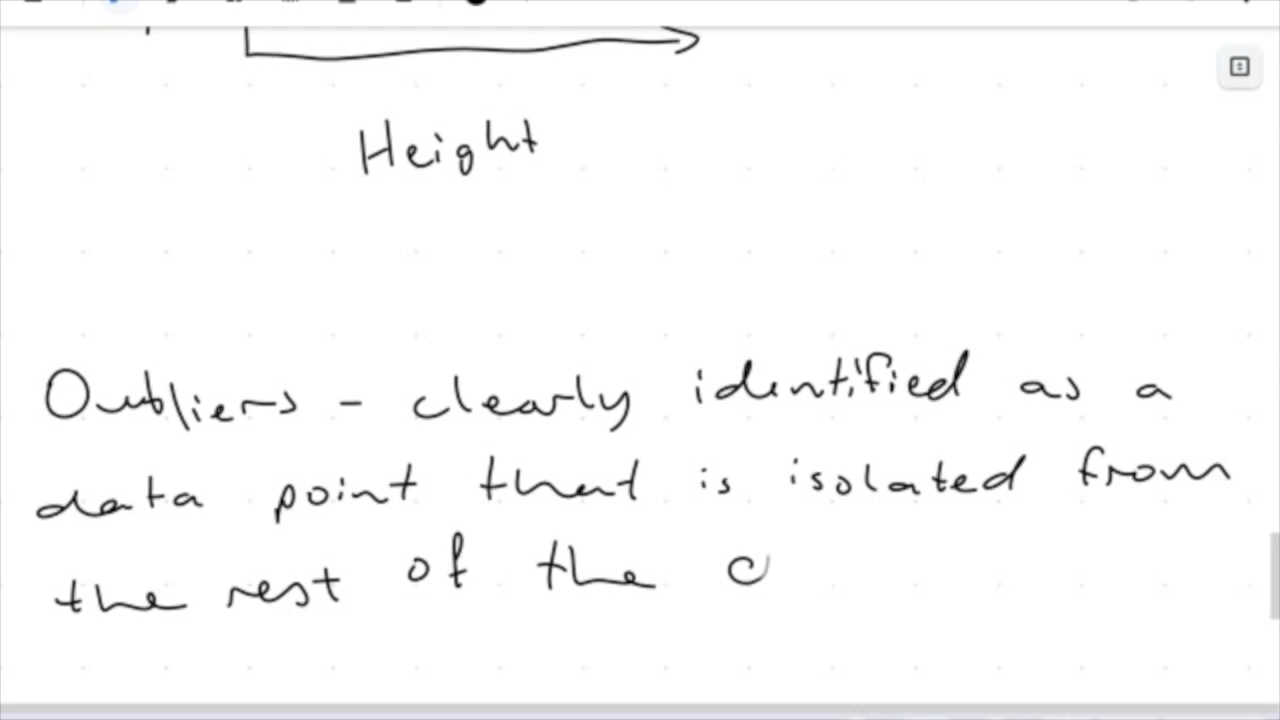 Height
Outliers - clearly identified as a
data point that is isolated from
the rest of the